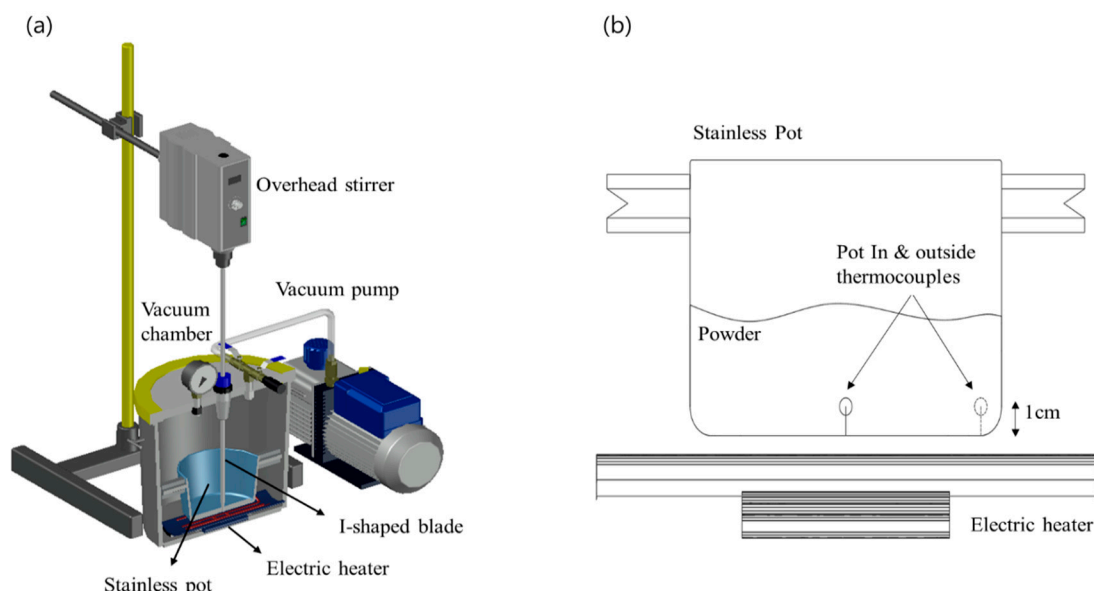 (a)
Overhead stirrer
Vacuum pump
Vacuum
chamber
I-shaped blade
Electric heater
Stainless pot
(b)
Stainless Pot
Pot In & outside
thermocouples
Powder
1cm
Electric heater